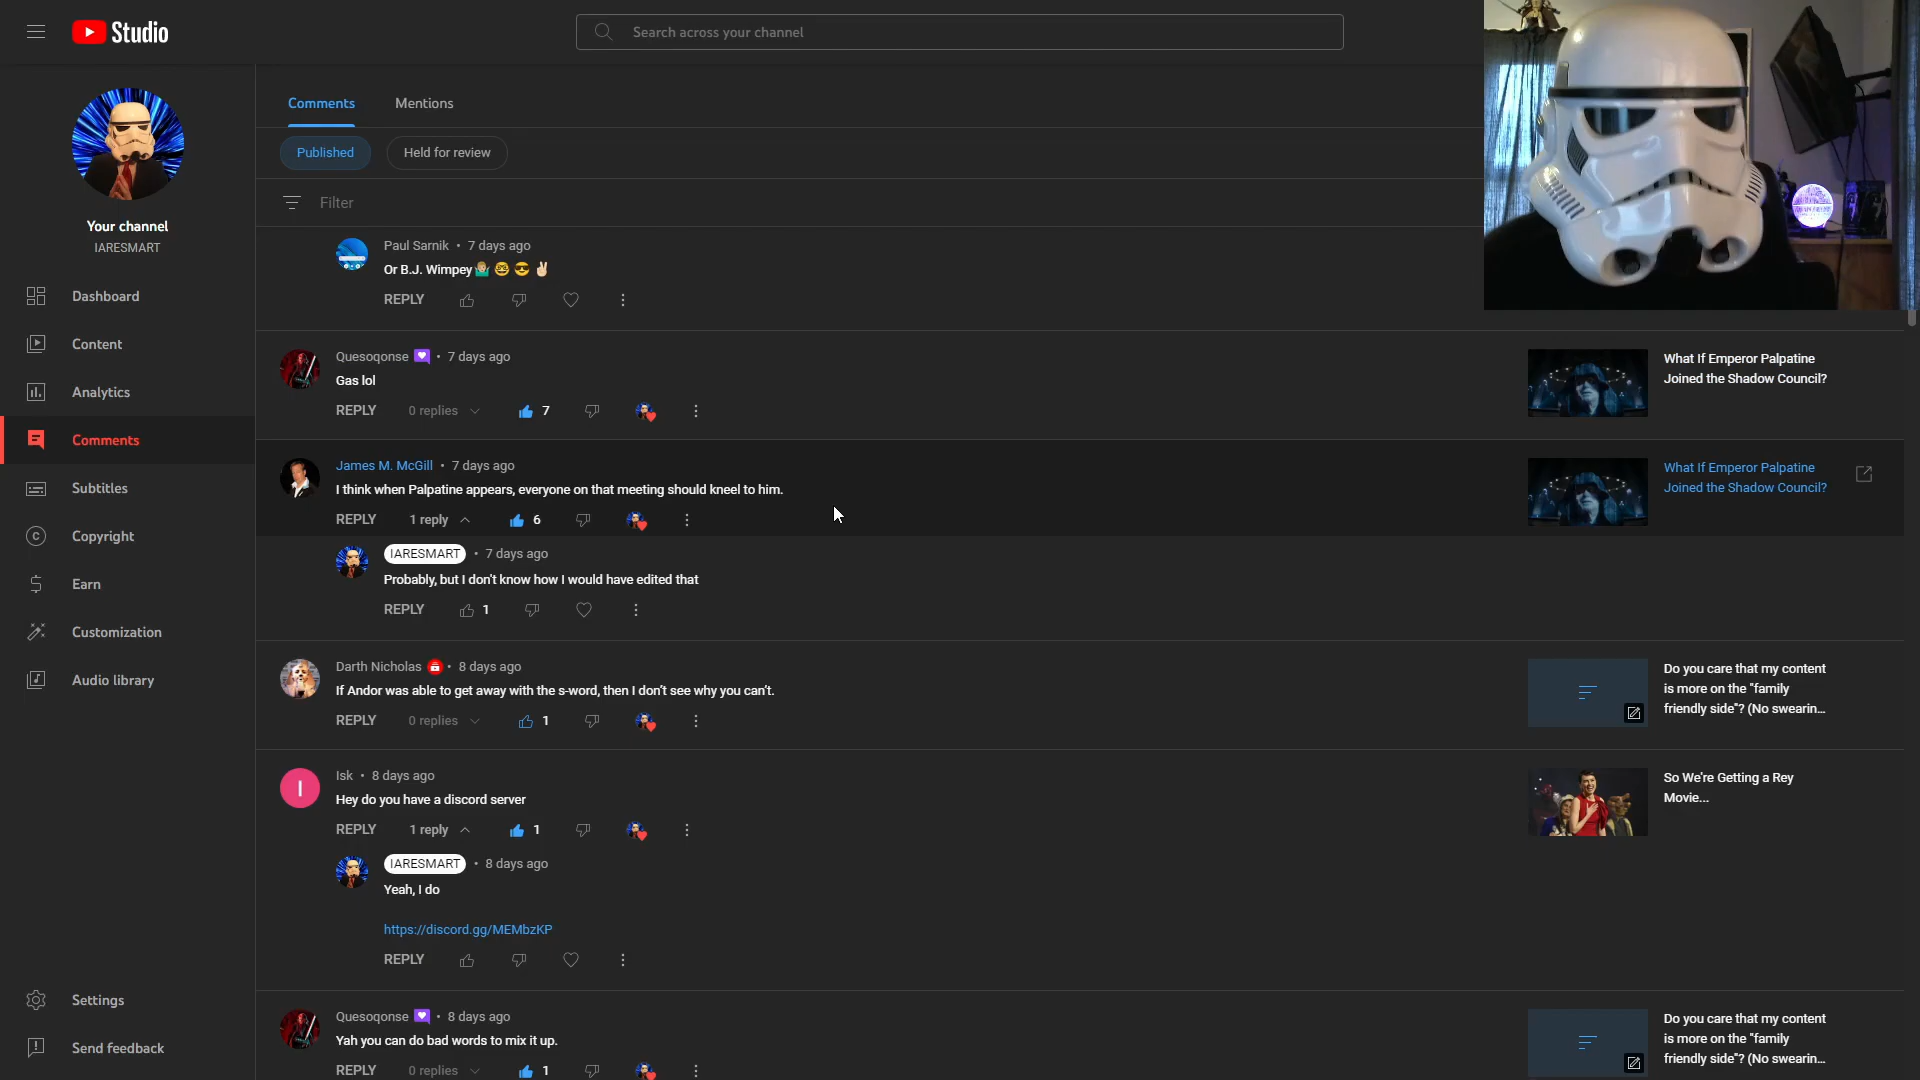 Studio
Search across your channel
Your channel
IARESMART
Dashboard
Content
Analytics
Comments
Subtitles
Copyright
Earn
Customization
Audio library
Settings
Send feedback
Comments
Mentions
Published
Held for review
Filter
Paul Sarnik • 7 days ago
Or B.J. Wimpey🤷🏼‍♂️ 🤓 😎 ✌🏻
REPLY
Quesoqonse • 7 days ago
Gas lol
REPLY 0 replies 7
What If Emperor Palpatine
Joined the Shadow Council?
James M. McGill • 7 days ago
I think when Palpatine appears, everyone on that meeting should kneel to him.
REPLY 1 reply 6
What If Emperor Palpatine
Joined the Shadow Council?
IARESMART • 7 days ago
Probably, but I don't know how I would have edited that
REPLY 1
Darth Nicholas • 8 days ago
If Andor was able to get away with the s-word, then I don't see why you can't.
REPLY 0 replies 1
Do you care that my content
is more on the "family
friendly side"? (No swearin...
Isk • 8 days ago
Hey do you have a discord server
REPLY 1 reply 1
So We're Getting a Rey
Movie...
I
IARESMART • 8 days ago
Yeah, I do
https://discord.gg/MEMbzKP
REPLY
Quesoqonse • 8 days ago
Yah you can do bad words to mix it up.
REPLY 0 replies 1
Do you care that my content
is more on the "family
friendly side"? (No swearin...